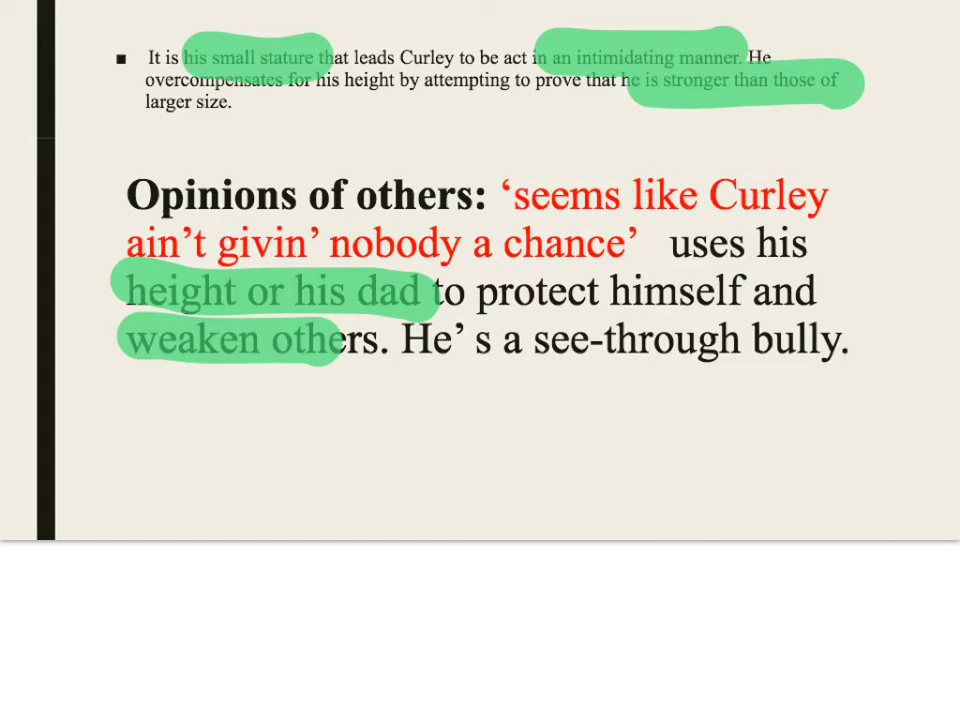 ▪ It is his small stature that leads Curley to be act in an intimidating manner. He
overcompensates for his height by attempting to prove that he is stronger than those of
larger size.
Opinions of others: ‘seems like Curley
ain’t givin’ nobody a chance’ uses his
height or his dad to protect himself and
weaken others. He’ s a see-through bully.